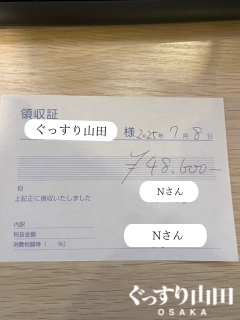 領収証
ぐっすり山田 様 2025年 7月 8日
¥48,600-
但
上記正に領収いたしました
Nさん
内訳
税抜金額
消費税額等( %)
Nさん
ぐっすり山田
OSAKA